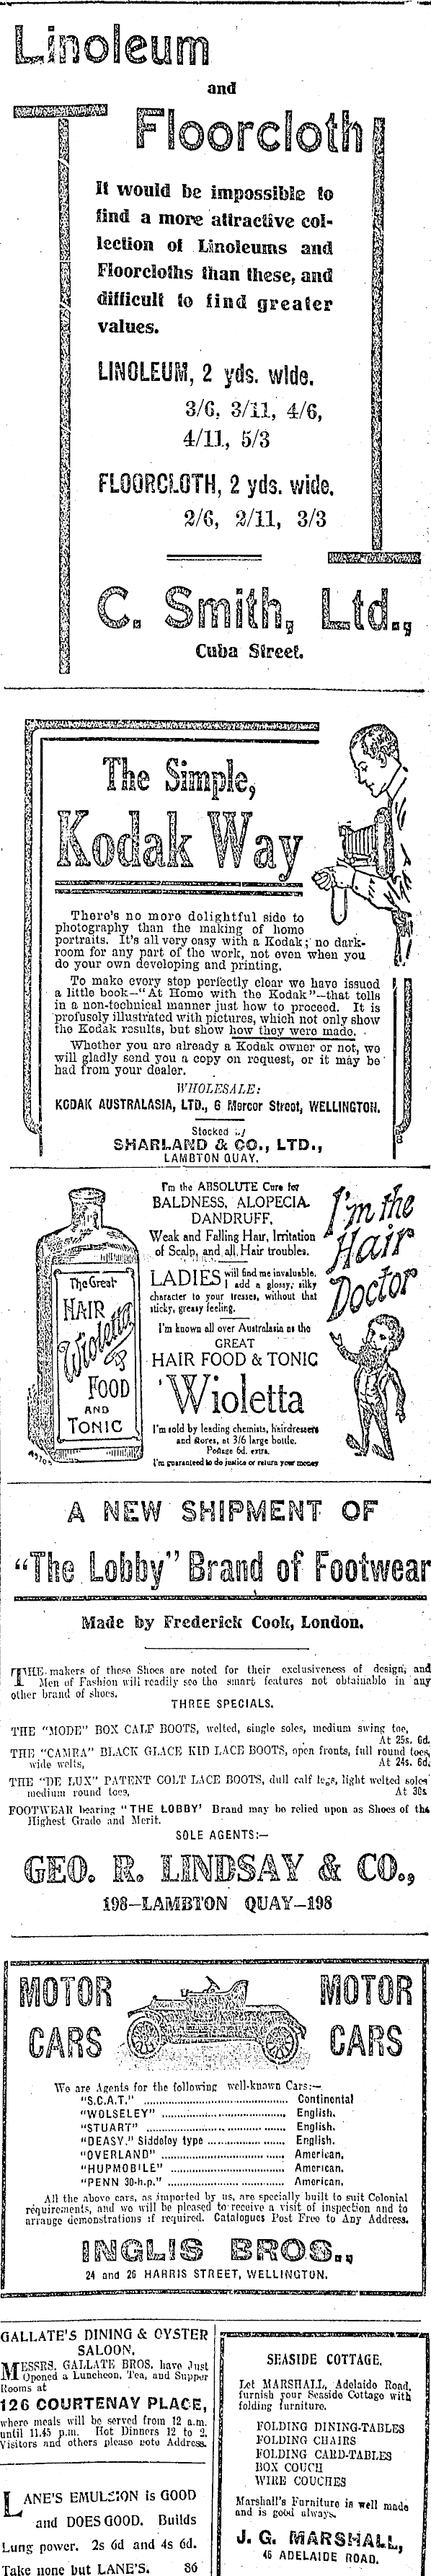 Linoleum
and
Floorcloth
It would be impossible to
find a more attractive col-
lection of Linoleums and
Floorcloths than these, and
difficult to find greater
values.
LINOLEUM, 2 yds. wide.
3/6, 3/11, 4/6,
4/11, 5/3
FLOORCLOTH, 2 yds. wide.
2/6, 2/11, 3/3
C. Smith, Ltd.,
Cuba Street.
The Simple,
Kodak Way
There's no more delightful side to
photography than the making of home
portraits. It's all very easy with a Kodak; no dark-
room for any part of the work, not even when you
do your own developing and printing.
To make every step perfectly clear we have issued
a little book—"At Home with the Kodak"—that tells
in a non-technical manner just how to proceed. It is
profusely illustrated with pictures, which not only show
the Kodak results, but show how they were made.
Whether you are already a Kodak owner or not, we
will gladly send you a copy on request, or it may be
had from your dealer.
WHOLESALE:
KODAK AUSTRALASIA, LTD., 6 Mercer Street, WELLINGTON.
Stocked by
SHARLAND & CO., LTD.,
LAMBTON QUAY.
I'm the ABSOLUTE Cure for
BALDNESS, ALOPECIA
DANDRUFF,
Weak and Falling Hair, Irritation
of Scalp, and all Hair troubles.
LADIES will find me invaluable.
I add a glossy, silky
character to your tresses, without that
sticky, greasy feeling.
I'm known all over Australasia as the
GREAT
HAIR FOOD & TONIC
'Wioletta
I'm sold by leading chemists, hairdressers
and stores, at 3/6 large bottle.
Postage 6d. extra.
I'm guaranteed to do justice or return your money
I'm the
Hair
Doctor
The Great
HAIR
Wioletta
FOOD
AND
TONIC
A NEW SHIPMENT OF
"The Lobby" Brand of Footwear
Made by Frederick Cook, London.
THE makers of these Shoes are noted for their exclusiveness of design, and
Men of Fashion will readily see the smart features not obtainable in any
other brand of shoes.
THREE SPECIALS.
THE "MODE" BOX CALF BOOTS, welted, single soles, medium swing toe,
At 25s. 6d.
THE "CAMRA" BLACK GLACE KID LACE BOOTS, open fronts, full round toes,
wide welts, At 24s. 6d.
THE "DE LUX" PATENT COLT LACE BOOTS, dull calf legs, light welted soles
medium round toes, At 30s.
FOOTWEAR bearing "THE LOBBY' Brand may be relied upon as Shoes of the
Highest Grade and Merit.
SOLE AGENTS:—
GEO. R. LINDSAY & CO.,
198—LAMBTON QUAY—198
MOTOR CARS
MOTOR CARS
We are Agents for the following well-known Cars:—
"S.C.A.T." ............ Continental
"WOLSELEY" ............ English.
"STUART" ............ English.
"DEASY." Siddeley type ............ English.
"OVERLAND" ............ American.
"HUPMOBILE" ............ American.
"PENN 30-h.p." ............ American.
All the above cars, as imported by us, are specially built to suit Colonial
requirements, and we will be pleased to receive a visit of inspection and to
arrange demonstrations if required. Catalogues Post Free to Any Address.
INGLIS BROS.,
24 and 26 HARRIS STREET, WELLINGTON.
GALLATE'S DINING & OYSTER
SALOON.
MESSRS. GALLATE BROS. have Just
Opened a Luncheon, Tea, and Supper
Rooms at
126 COURTENAY PLACE,
where meals will be served from 12 a.m.
until 11.45 p.m. Hot Dinners 12 to 2.
Visitors and others please note Address.
LANE'S EMULSION is GOOD
and DOES GOOD. Builds
Lung power. 2s 6d and 4s 6d.
Take none but LANE'S. 86
SEASIDE COTTAGE.
Let MARSHALL, Adelaide Road,
furnish your Seaside Cottage with
folding furniture.
FOLDING DINING-TABLES
FOLDING CHAIRS
FOLDING CARD-TABLES
BOX COUCH
WIRE COUCHES
Marshall's Furniture is well made
and is good always.
J. G. MARSHALL,
46 ADELAIDE ROAD.